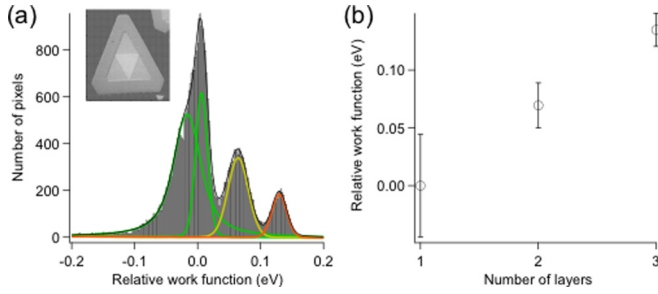 (a)
800
600
400
200
0
Number of pixels
-0.2
-0.1
0.0
0.1
0.2
Relative work function (eV)
(b)
0.10
0.05
0.00
Relative work function (eV)
1
2
3
Number of layers